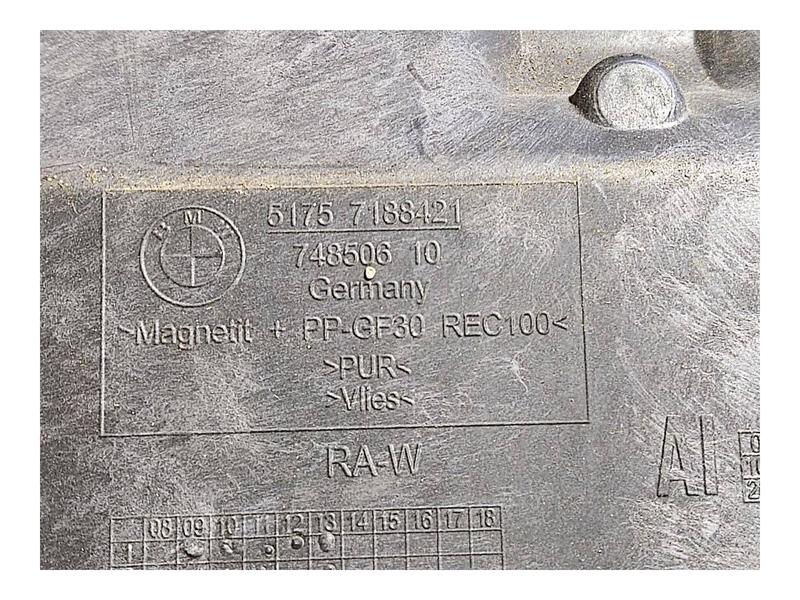 BMW
5175 7188421
748506 10
Germany
>Magnetit + PP-GF30 REC100<
>PUR<
>Vlies<
RA-W
AI
08 09 10 11 12 13 14 15 16 17 18
1